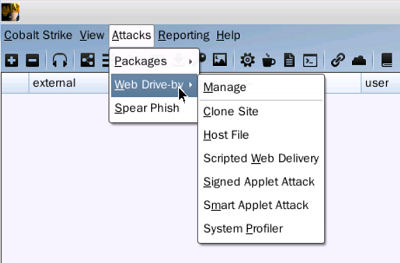 Cobalt Strike View Attacks Reporting Help
Packages
Web Drive-by
Spear Phish
external
user
Manage
Clone Site
Host File
Scripted Web Delivery
Signed Applet Attack
Smart Applet Attack
System Profiler